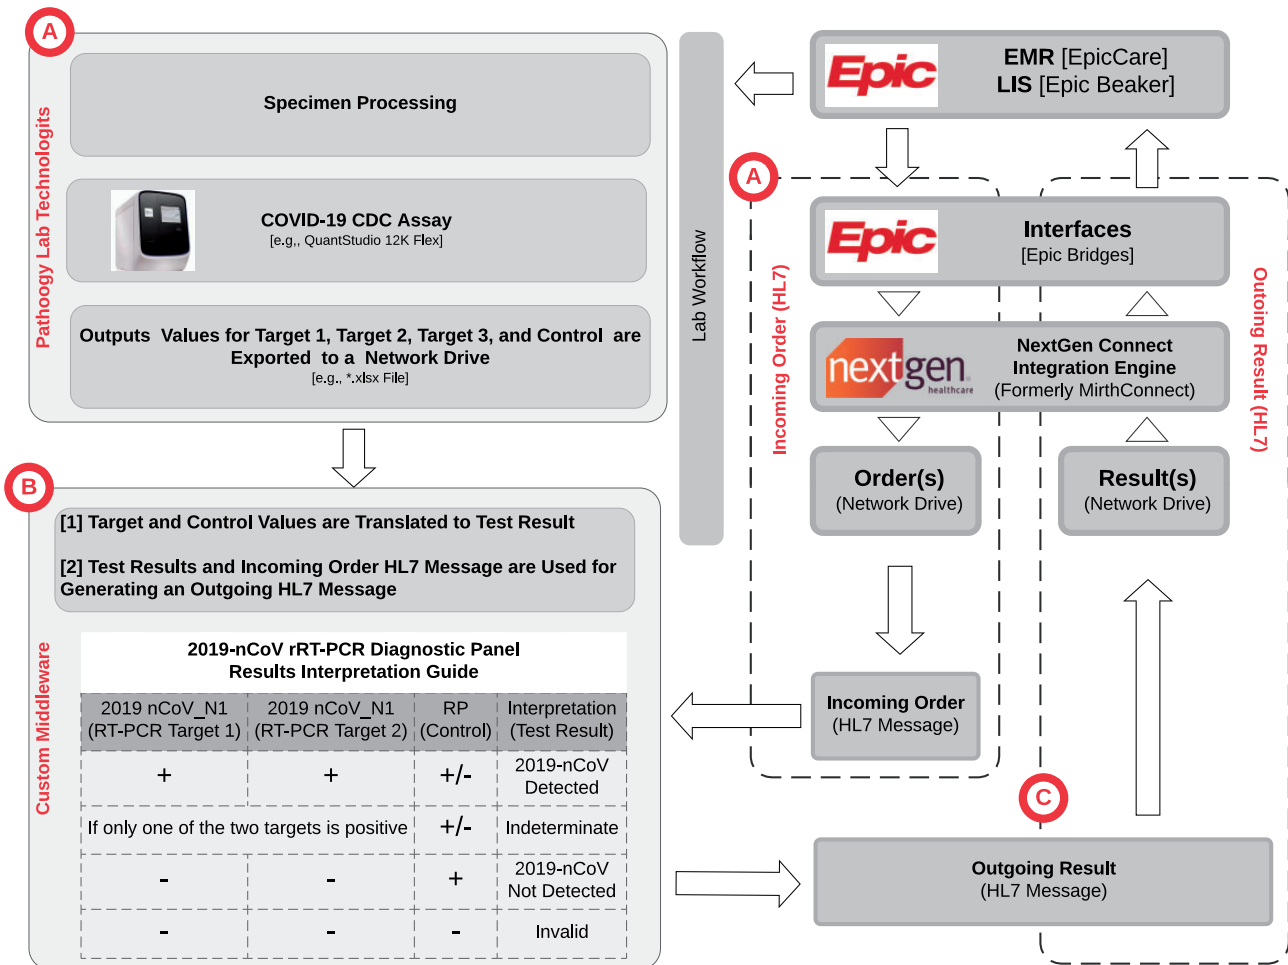 A
Pathoogy Lab Technologits
Specimen Processing
COVID-19 CDC Assay
[e.g,, QuantStudio 12K Flex]
Outputs Values for Target 1, Target 2, Target 3, and Control are
Exported to a Network Drive
[e.g., *.xlsx File]
Lab Workflow
Epic
EMR [EpicCare]
LIS [Epic Beaker]
A
Incoming Order (HL7)
Epic
Interfaces
[Epic Bridges]
nextgen
healthcare
NextGen Connect
Integration Engine
(Formerly MirthConnect)
Order(s)
(Network Drive)
Result(s)
(Network Drive)
Outoing Result (HL7)
Incoming Order
(HL7 Message)
B
Custom Middleware
[1] Target and Control Values are Translated to Test Result
[2] Test Results and Incoming Order HL7 Message are Used for
Generating an Outgoing HL7 Message
2019-nCoV rRT-PCR Diagnostic Panel
Results Interpretation Guide
2019 nCoV_N1 2019 nCoV_N1 RP Interpretation
(RT-PCR Target 1) (RT-PCR Target 2) (Control) (Test Result)
+ + +/- 2019-nCoV
Detected
If only one of the two targets is positive +/- Indeterminate
- - + 2019-nCoV
Not Detected
- - - Invalid
C
Outgoing Result
(HL7 Message)